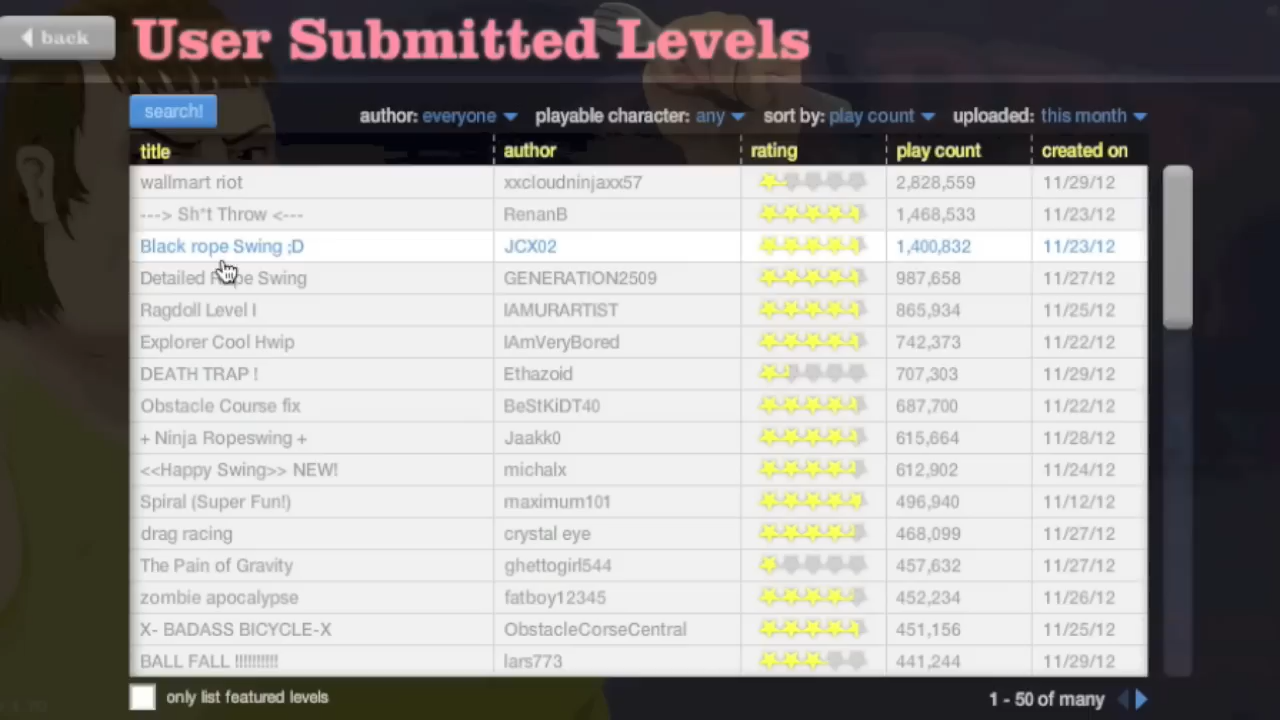 back
User Submitted Levels
search!
author: everyone playable character: any sort by: play count uploaded: this month
title author rating play count created on
wallmart riot xxcloudninjaxx57 2,828,559 11/29/12
---> Sh*t Throw <--- RenanB 1,468,533 11/23/12
Black rope Swing ;D JCX02 1,400,832 11/23/12
Detailed Rope Swing GENERATION2509 987,658 11/27/12
Ragdoll Level I IAMURARTIST 865,934 11/25/12
Explorer Cool Hwip IAmVeryBored 742,373 11/22/12
DEATH TRAP ! Ethazoid 707,303 11/29/12
Obstacle Course fix BeStKiDT40 687,700 11/22/12
+ Ninja Ropeswing + Jaakk0 615,664 11/28/12
<<Happy Swing>> NEW! michalx 612,902 11/24/12
Spiral (Super Fun!) maximum101 496,940 11/12/12
drag racing crystal eye 468,099 11/27/12
The Pain of Gravity ghettogirl544 457,632 11/27/12
zombie apocalypse fatboy12345 452,234 11/26/12
X- BADASS BICYCLE-X ObstacleCorseCentral 451,156 11/25/12
BALL FALL !!!!!!!!!! lars773 441,244 11/29/12
only list featured levels 1 - 50 of many